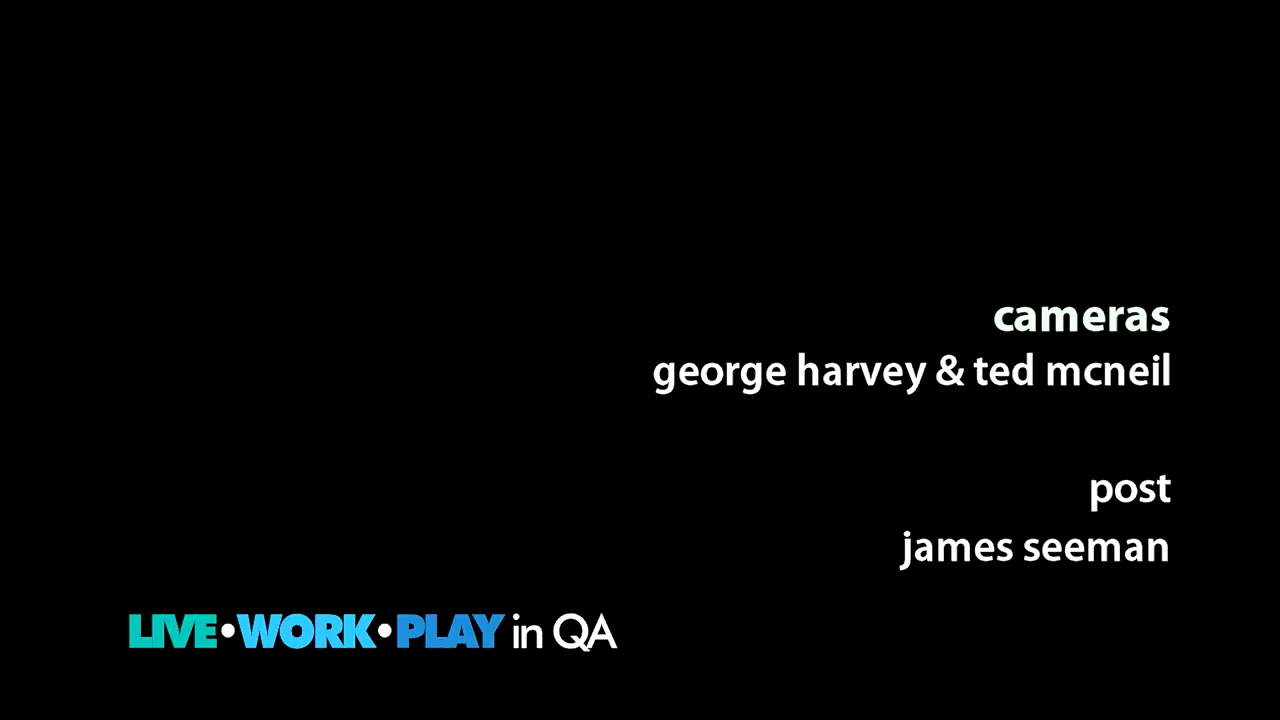 cameras
george harvey & ted mcneil
post
james seeman
LIVE•WORK•PLAY in QA